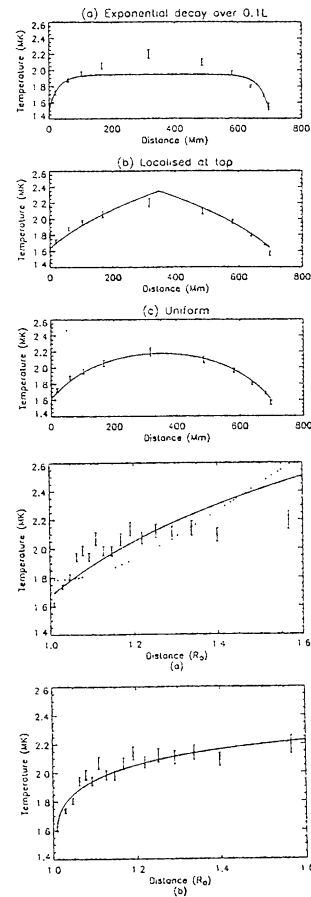 (a) Exponential decay over 0.1L
Temperature (MK)
2.6
2.4
2.2
2.0
1.8
1.6
1.4
0 200 400 600 800
Distance (Mm)
(b) Localised at top
Temperature (MK)
2.6
2.4
2.2
2.0
1.8
1.6
1.4
0 200 400 600 800
Distance (Mm)
(c) Uniform
Temperature (MK)
2.6
2.4
2.2
2.0
1.8
1.6
1.4
0 200 400 600 800
Distance (Mm)
Temperature (MK)
2.6
2.4
2.2
2.0
1.8
1.6
1.4
1.0 1.2 1.4 1.6
Distance (R₀)
(a)
Temperature (MK)
2.6
2.4
2.2
2.0
1.8
1.6
1.4
1.0 1.2 1.4 1.6
Distance (R₀)
(b)